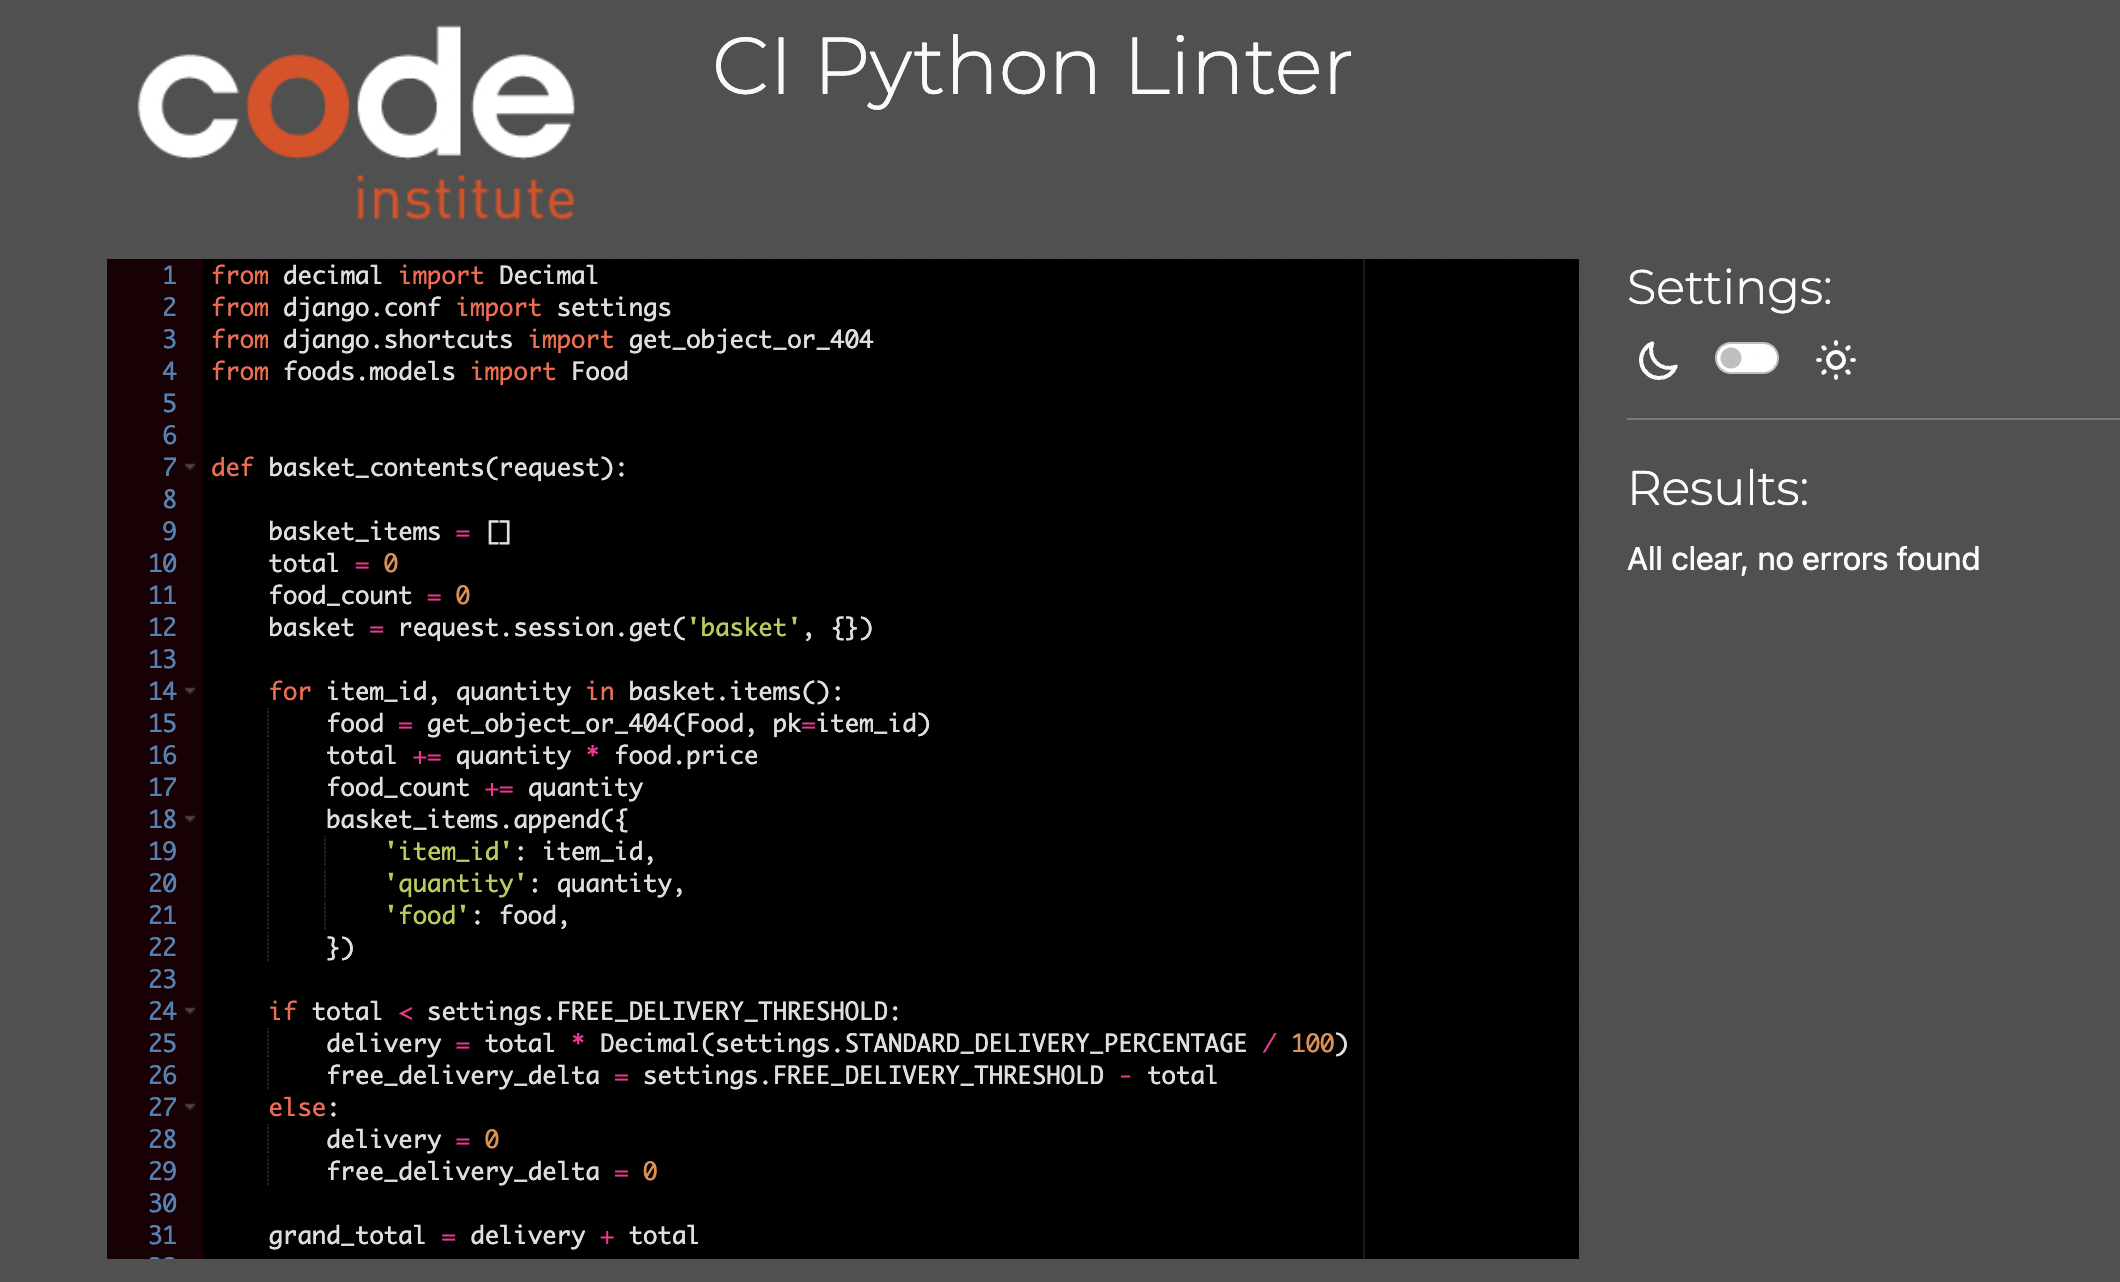 code
institute
CI Python Linter
1 from decimal import Decimal
2 from django.conf import settings
3 from django.shortcuts import get_object_or_404
4 from foods.models import Food
5
6
7 def basket_contents(request):
8
9     basket_items = []
10     total = 0
11     food_count = 0
12     basket = request.session.get('basket', {})
13
14     for item_id, quantity in basket.items():
15         food = get_object_or_404(Food, pk=item_id)
16         total += quantity * food.price
17         food_count += quantity
18         basket_items.append({
19             'item_id': item_id,
20             'quantity': quantity,
21             'food': food,
22         })
23
24     if total < settings.FREE_DELIVERY_THRESHOLD:
25         delivery = total * Decimal(settings.STANDARD_DELIVERY_PERCENTAGE / 100)
26         free_delivery_delta = settings.FREE_DELIVERY_THRESHOLD - total
27     else:
28         delivery = 0
29         free_delivery_delta = 0
30
31     grand_total = delivery + total
Settings:
Results:
All clear, no errors found